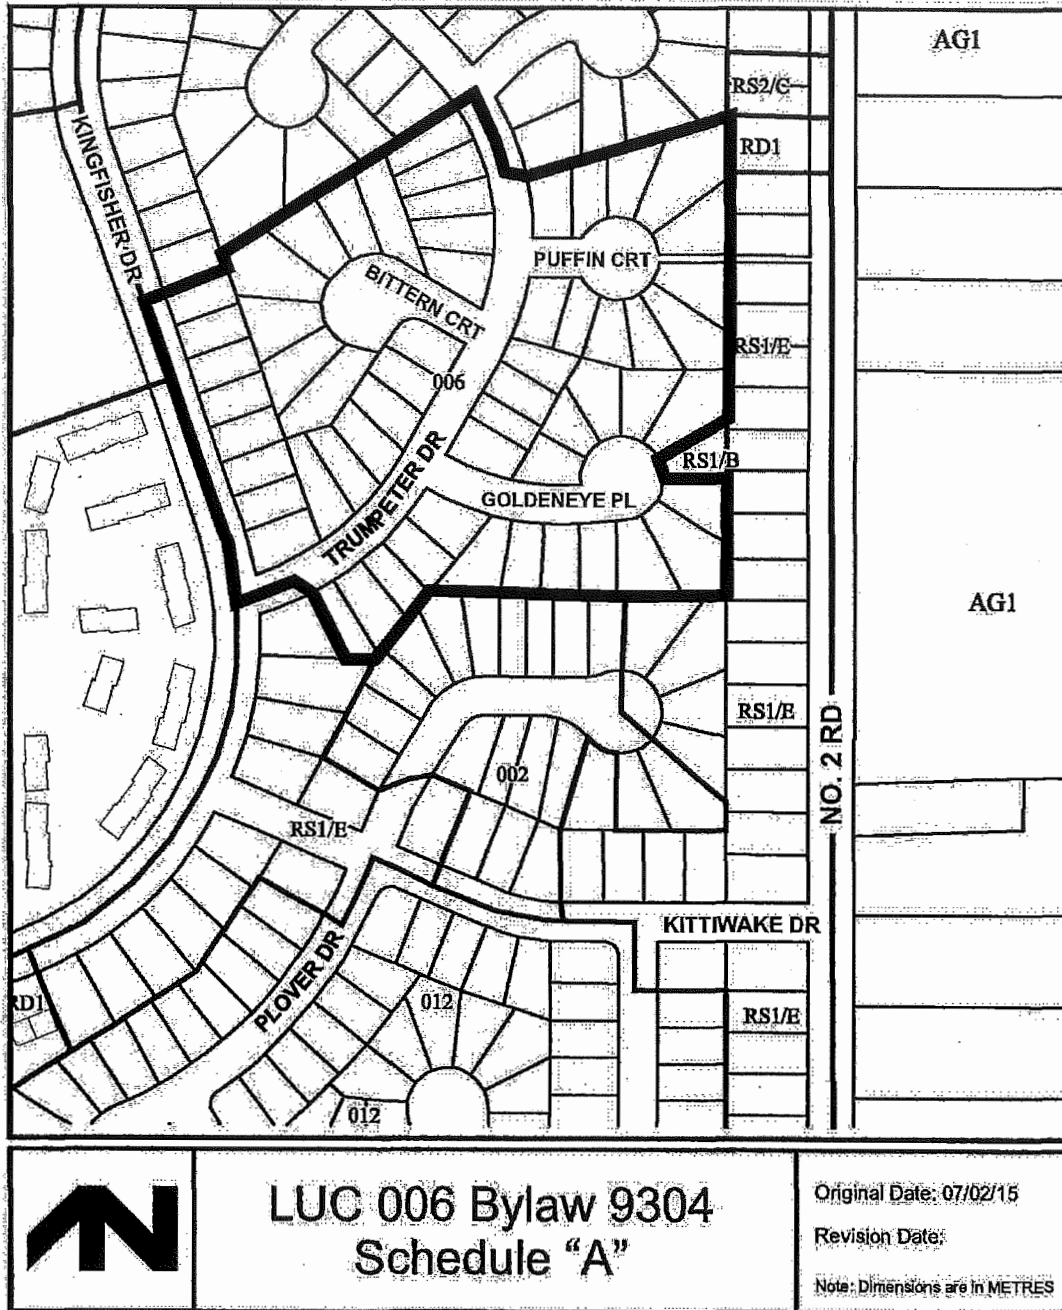 AG1
RS2/C
RD1
KINGFISHER DR
PUFFIN CRT
BITTERN CRT
RS1/E
006
TRUMPETER DR
RS1/B
GOLDENEYE PL
AG1
RS1/E
NO. 2 RD
002
RS1/E
KITTIWAKE DR
PLOVER DR
RD1
012
RS1/E
012
LUC 006 Bylaw 9304
Schedule “A”
Original Date: 07/02/15
Revision Date:
Note: Dimensions are in METRES